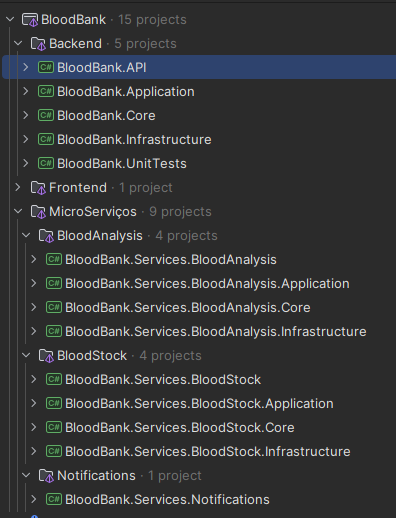 BloodBank · 15 projects
Backend · 5 projects
C# BloodBank.API
C# BloodBank.Application
C# BloodBank.Core
C# BloodBank.Infrastructure
C# BloodBank.UnitTests
Frontend · 1 project
MicroServiços · 9 projects
BloodAnalysis · 4 projects
C# BloodBank.Services.BloodAnalysis
C# BloodBank.Services.BloodAnalysis.Application
C# BloodBank.Services.BloodAnalysis.Core
C# BloodBank.Services.BloodAnalysis.Infrastructure
BloodStock · 4 projects
C# BloodBank.Services.BloodStock
C# BloodBank.Services.BloodStock.Application
C# BloodBank.Services.BloodStock.Core
C# BloodBank.Services.BloodStock.Infrastructure
Notifications · 1 project
C# BloodBank.Services.Notifications